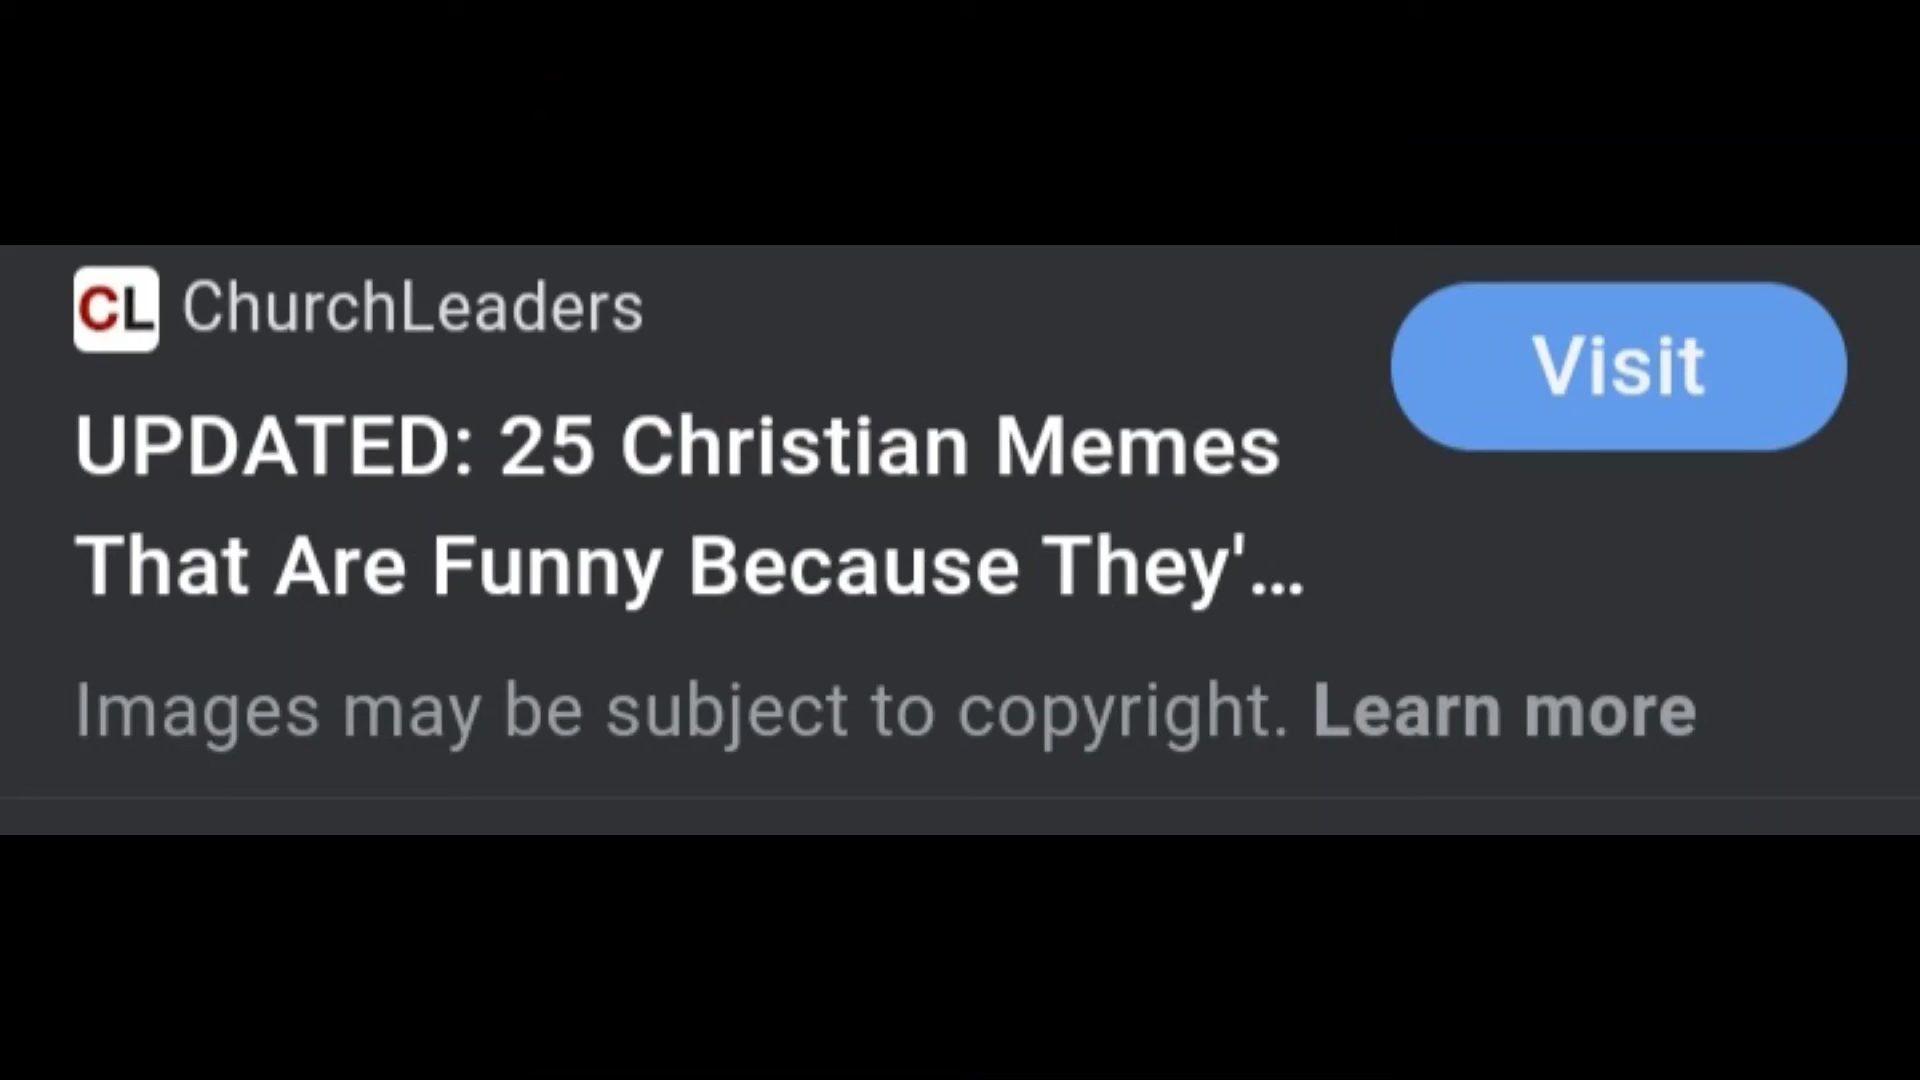 CL ChurchLeaders
Visit
UPDATED: 25 Christian Memes
That Are Funny Because They'...
Images may be subject to copyright. Learn more